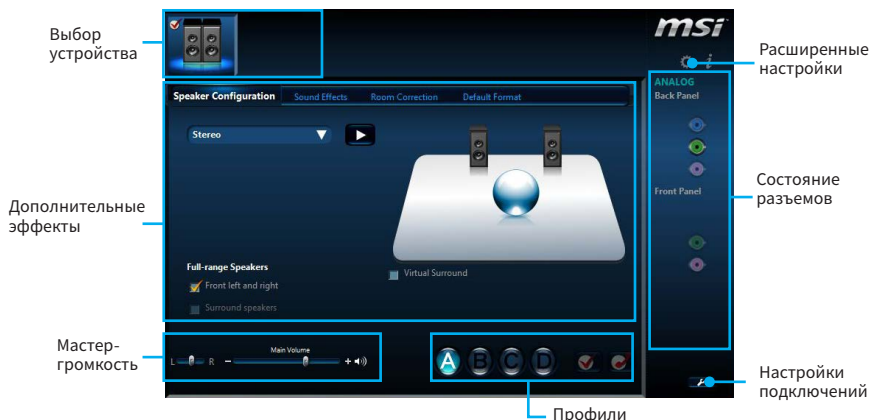 Выбор
устройства
msi
Расширенные
настройки
ANALOG
Back Panel
Speaker Configuration
Sound Effects
Room Correction
Default Format
Stereo
Front Panel
Состояние
разъемов
Дополнительные
эффекты
Full-range Speakers
Virtual Surround
Front left and right
Surround speakers
Мастер-
громкость
Main Volume
L R - +
A B C D
Настройки
подключений
Профили